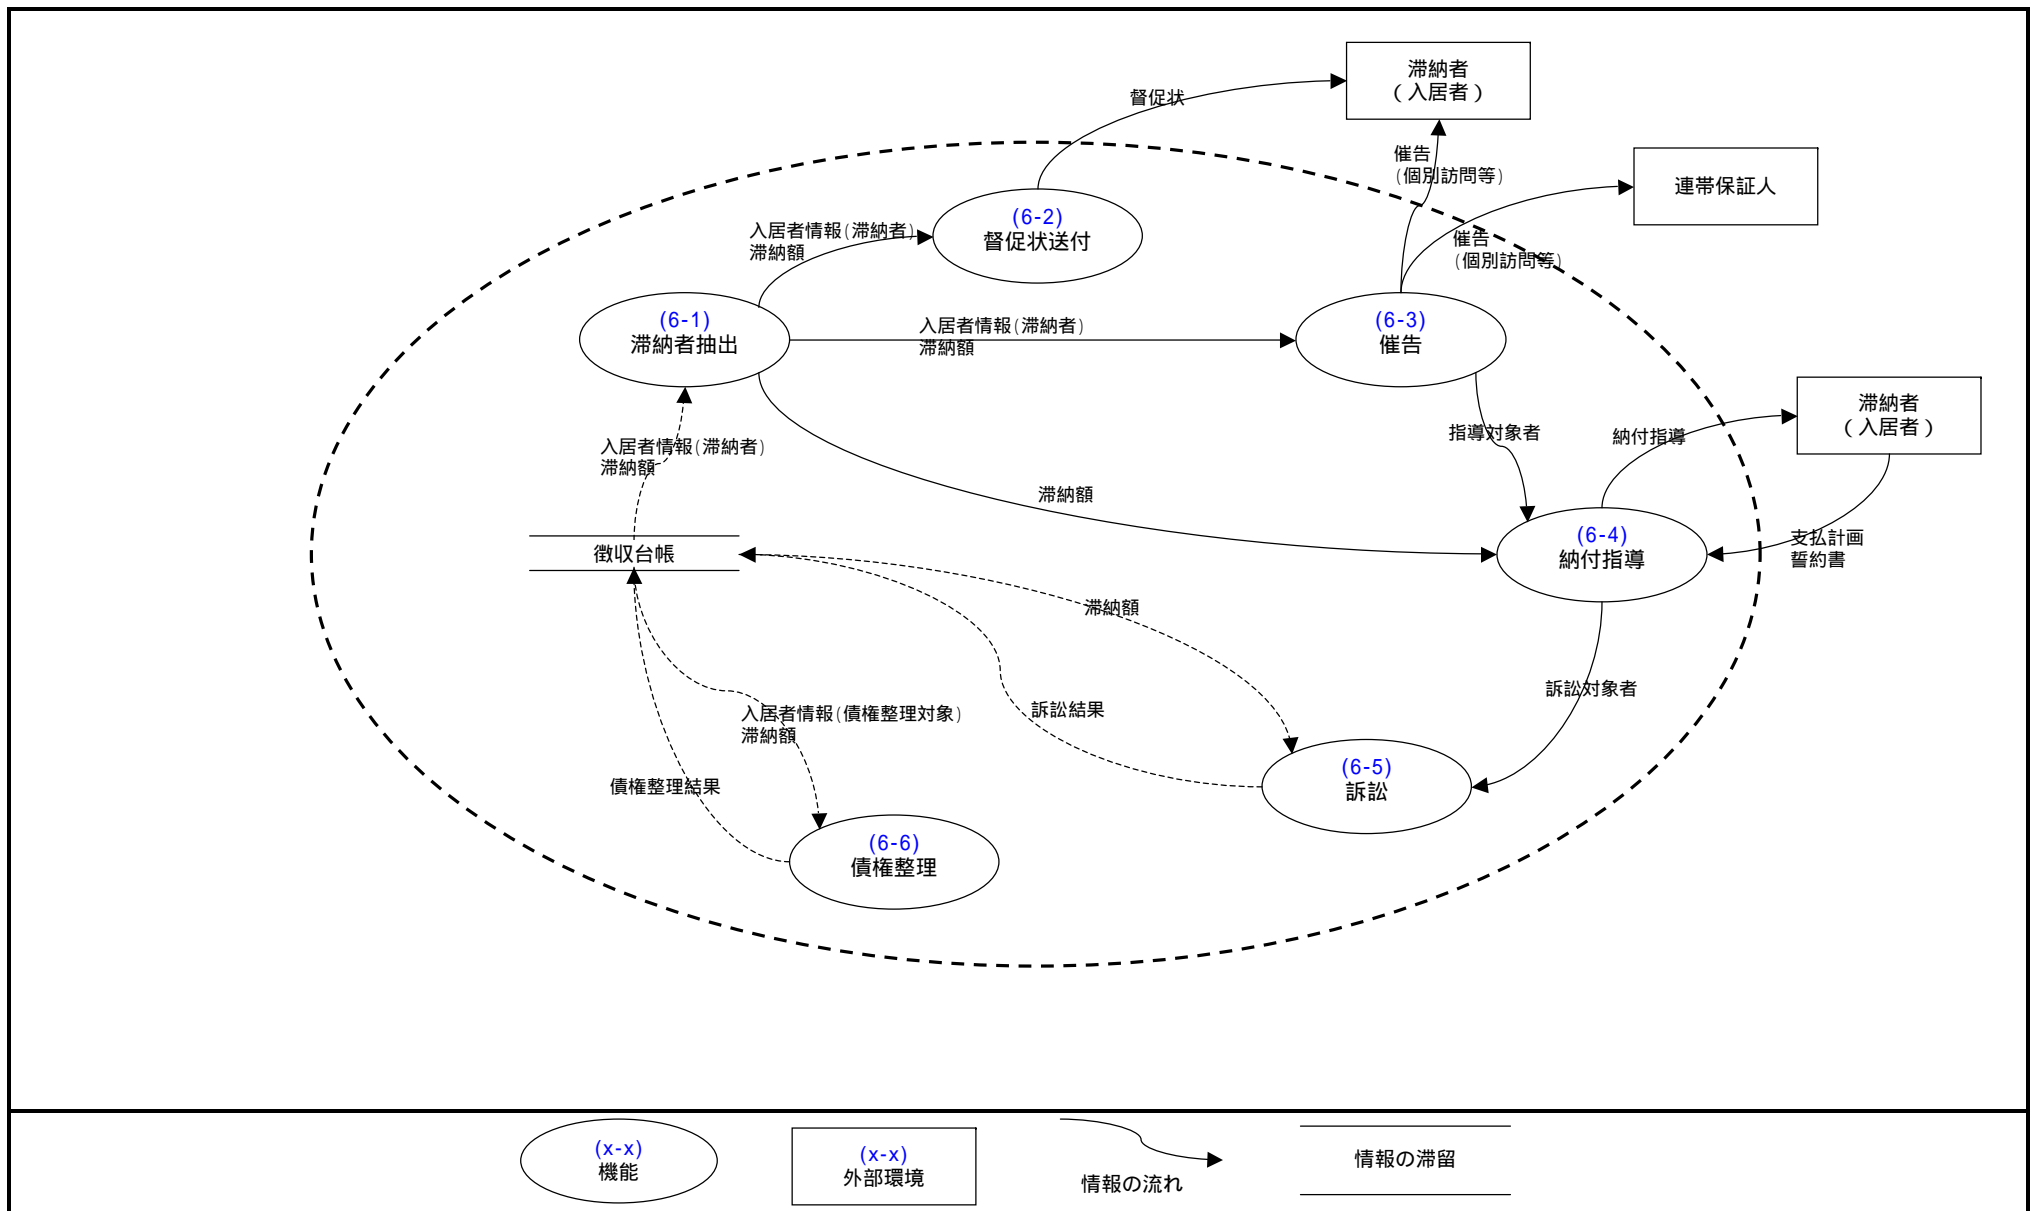 滞納者
(入居者)
督促状
催告
(個別訪問等)
連帯保証人
(6-2)
督促状送付
入居者情報(滞納者)
滞納額
催告
(個別訪問等)
(6-1)
滞納者抽出
入居者情報(滞納者)
滞納額
(6-3)
催告
滞納者
(入居者)
指導対象者
納付指導
入居者情報(滞納者)
滞納額
滞納額
(6-4)
納付指導
支払計画
誓約書
徴収台帳
滞納額
訴訟対象者
入居者情報(債権整理対象)
滞納額
訴訟結果
債権整理結果
(6-5)
訴訟
(6-6)
債権整理
(x-x)
機能
(x-x)
外部環境
情報の流れ
情報の滞留